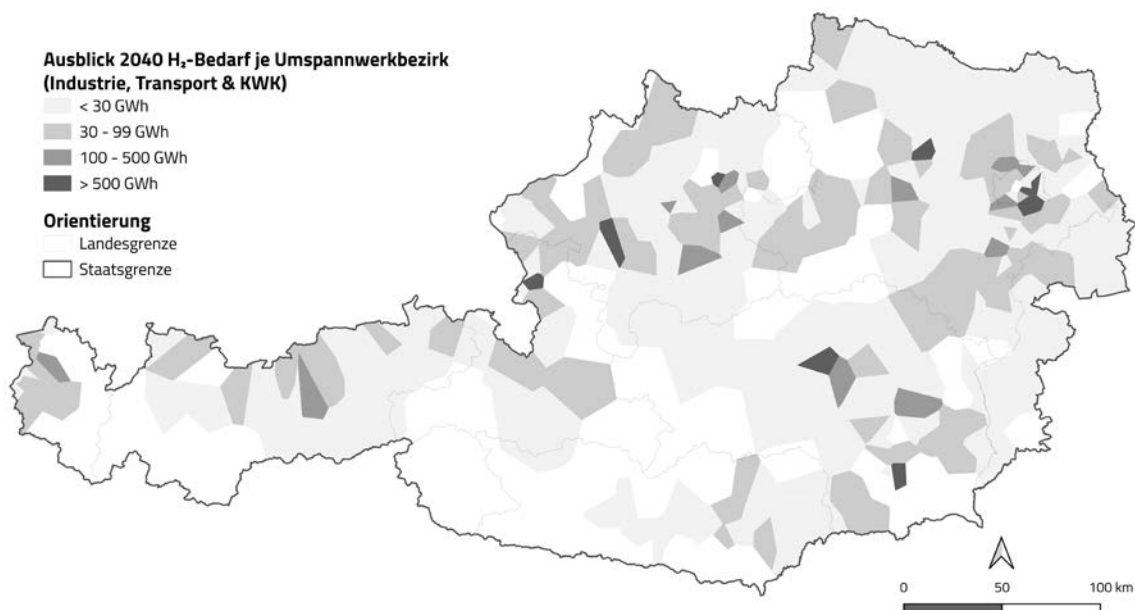 Ausblick 2040 H₂-Bedarf je Umspannwerkbezirk
(Industrie, Transport & KWK)
< 30 GWh
30 - 99 GWh
100 - 500 GWh
> 500 GWh
Orientierung
Landesgrenze
Staatsgrenze
0 50 100 km